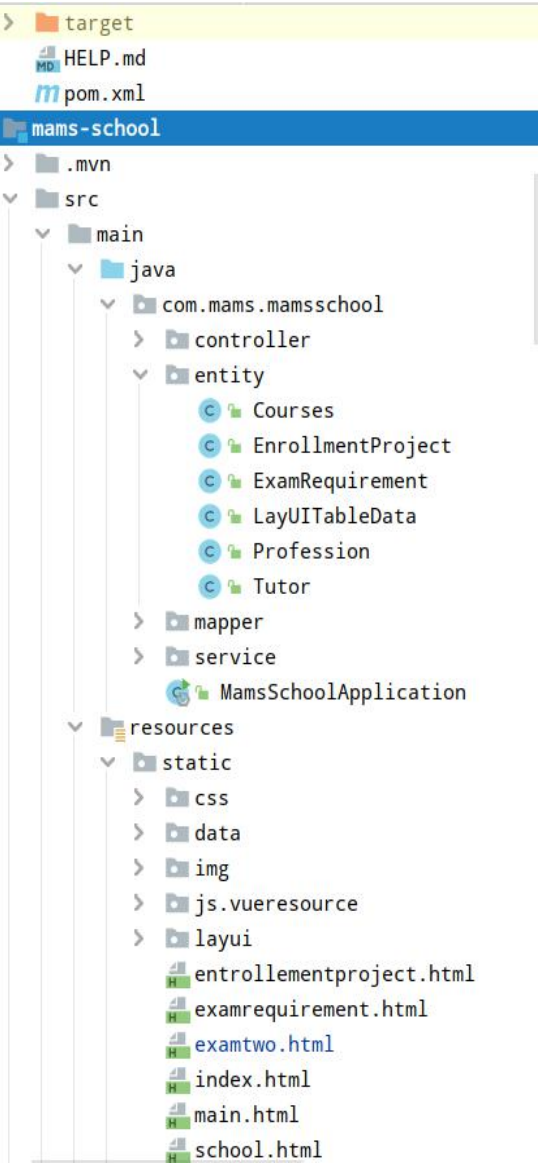 target
HELP.md
pom.xml
mams-school
.mvn
src
main
java
com.mams.mamsschool
controller
entity
Courses
EnrollmentProject
ExamRequirement
LayUITableData
Profession
Tutor
mapper
service
MamsSchoolApplication
resources
static
css
data
img
js.vueresource
layui
entrollementproject.html
examrequirement.html
examtwo.html
index.html
main.html
school.html